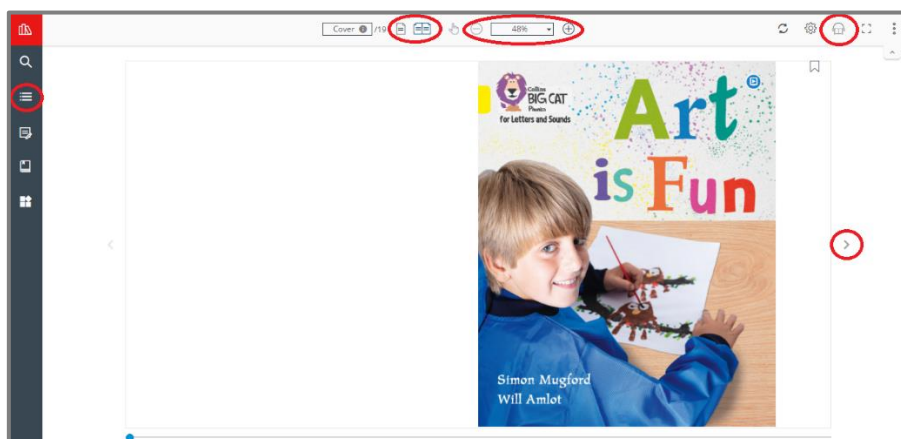 Cover /19 48%
Collins
BIG CAT
Phonics
for Letters and Sounds
Art
is Fun
Simon Mugford
Will Amlot